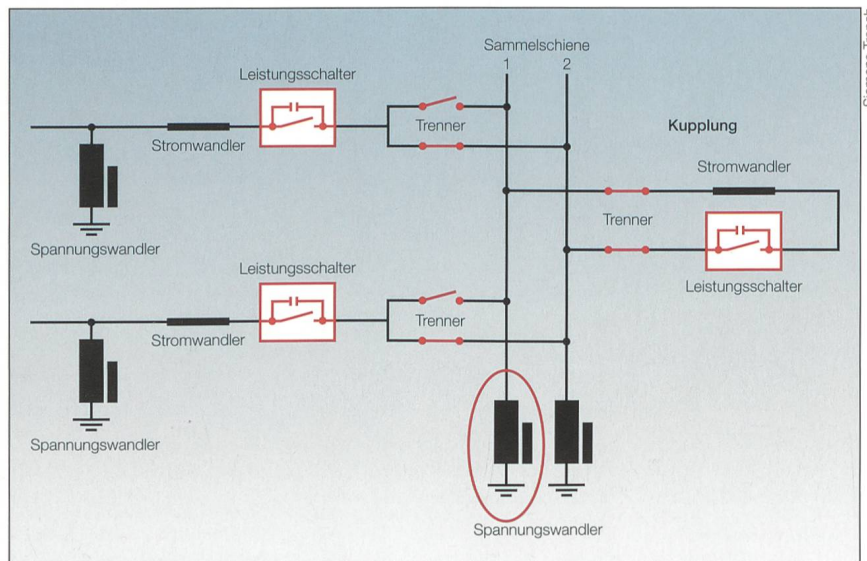 Sammelschiene
1 2
Leistungsschalter
Trenner
Stromwandler
Spannungswandler
Kupplung
Stromwandler
Trenner
Leistungsschalter
Leistungsschalter
Trenner
Stromwandler
Spannungswandler
Spannungswandler